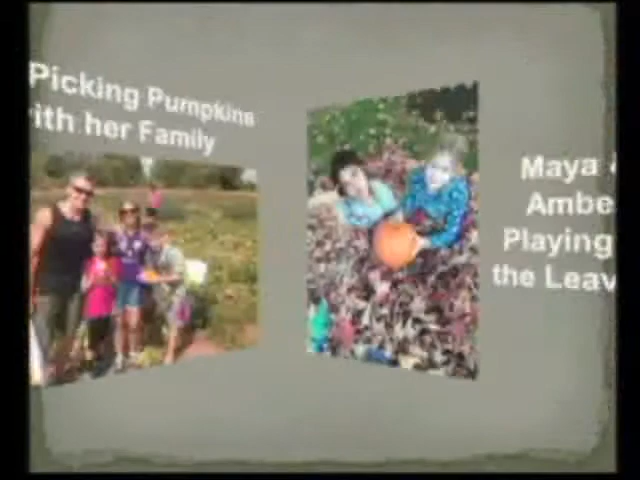 Picking Pumpkins
ith her Family
Maya
Ambe
Playing
the Leav